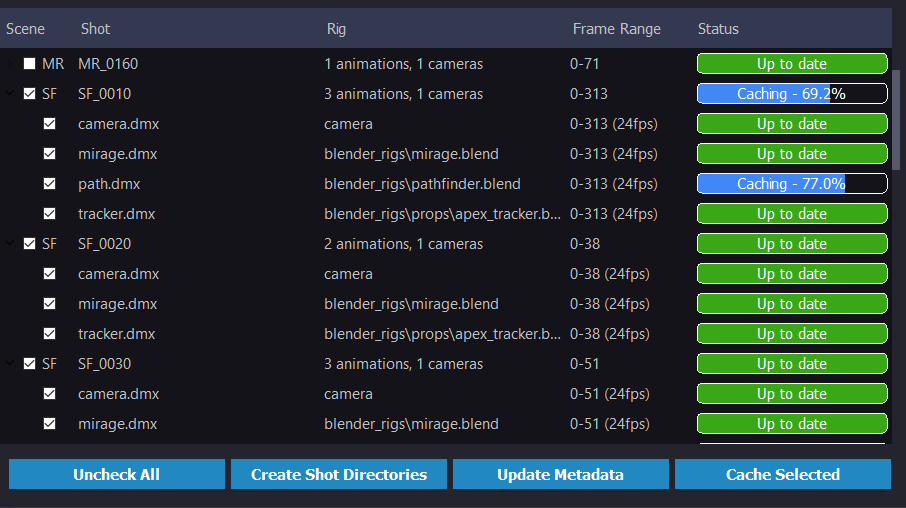 Scene Shot Rig Frame Range Status
MR MR_0160 1 animations, 1 cameras 0-71 Up to date
SF SF_0010 3 animations, 1 cameras 0-313 Caching - 69.2%
camera.dmx camera 0-313 (24fps) Up to date
mirage.dmx blender_rigs\mirage.blend 0-313 (24fps) Up to date
path.dmx blender_rigs\pathfinder.blend 0-313 (24fps) Caching - 77.0%
tracker.dmx blender_rigs\props\apex_tracker.b... 0-313 (24fps) Up to date
SF SF_0020 2 animations, 1 cameras 0-38 Up to date
camera.dmx camera 0-38 (24fps) Up to date
mirage.dmx blender_rigs\mirage.blend 0-38 (24fps) Up to date
tracker.dmx blender_rigs\props\apex_tracker.b... 0-38 (24fps) Up to date
SF SF_0030 3 animations, 1 cameras 0-51 Up to date
camera.dmx camera 0-51 (24fps) Up to date
mirage.dmx blender_rigs\mirage.blend 0-51 (24fps) Up to date
Uncheck All Create Shot Directories Update Metadata Cache Selected